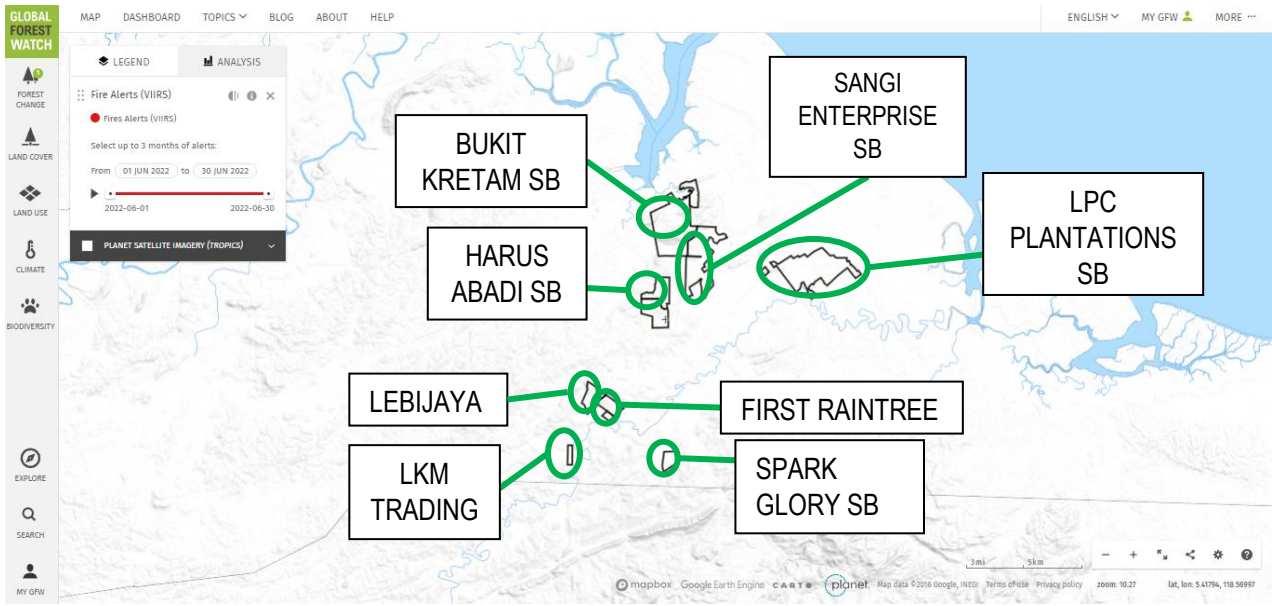 GLOBAL
FOREST
WATCH
MAP DASHBOARD TOPICS BLOG ABOUT HELP
ENGLISH MY GFW MORE
FOREST
CHANGE
LAND COVER
LAND USE
CLIMATE
BIODIVERSITY
EXPLORE
SEARCH
MY GFW
LEGEND ANALYSIS
Fire Alerts (VIIRS)
Fires Alerts (VIIRS)
Select up to 3 months of alerts:
From 01 JUN 2022 to 30 JUN 2022
2022-06-01 2022-06-30
PLANET SATELLITE IMAGERY (TROPICS)
BUKIT
KRETAM SB
SANGI
ENTERPRISE
SB
HARUS
ABADI SB
LPC
PLANTATIONS
SB
LEBIJAYA
FIRST RAINTREE
LKM
TRADING
SPARK
GLORY SB
3mi 5km
mapbox Google Earth Engine CARTO planet. Map data ©2016 Google, INEGI Terms of use Privacy policy zoom: 10.27 lat, lon: 5.41794, 118.56997